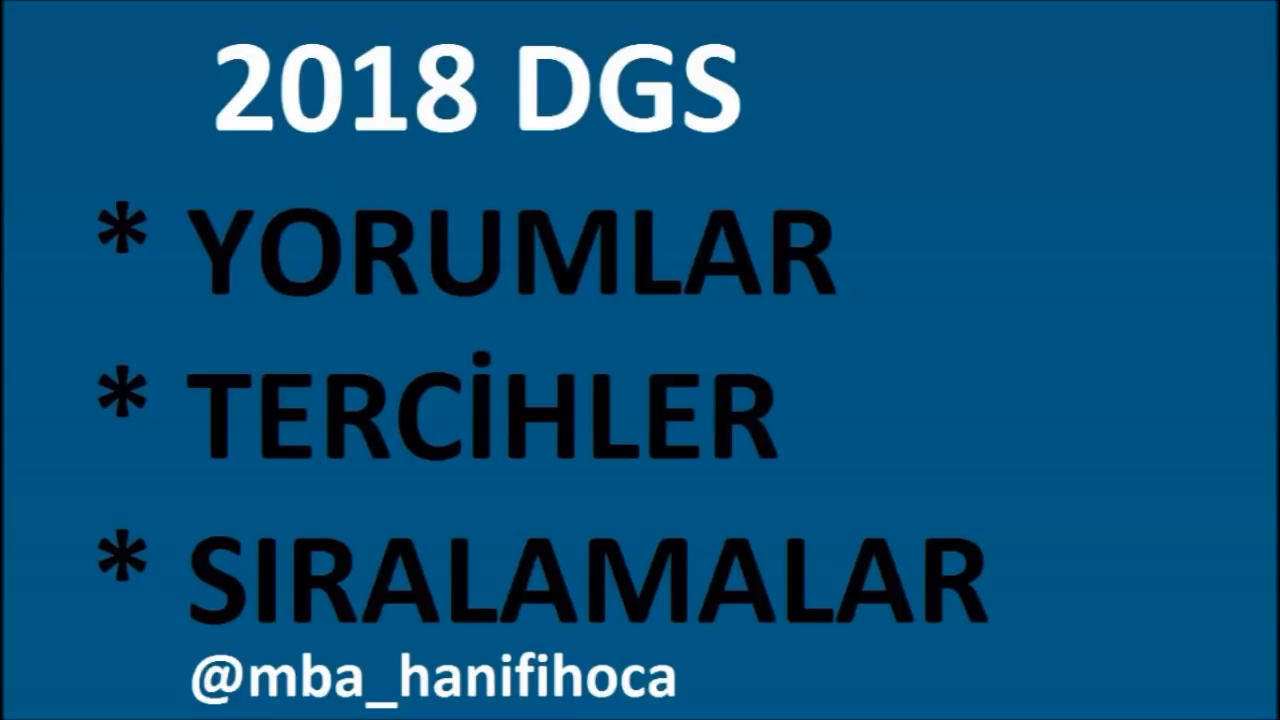 2018 DGS
* YORUMLAR
* TERCİHLER
* SIRALAMALAR
@mba_hanifihoca